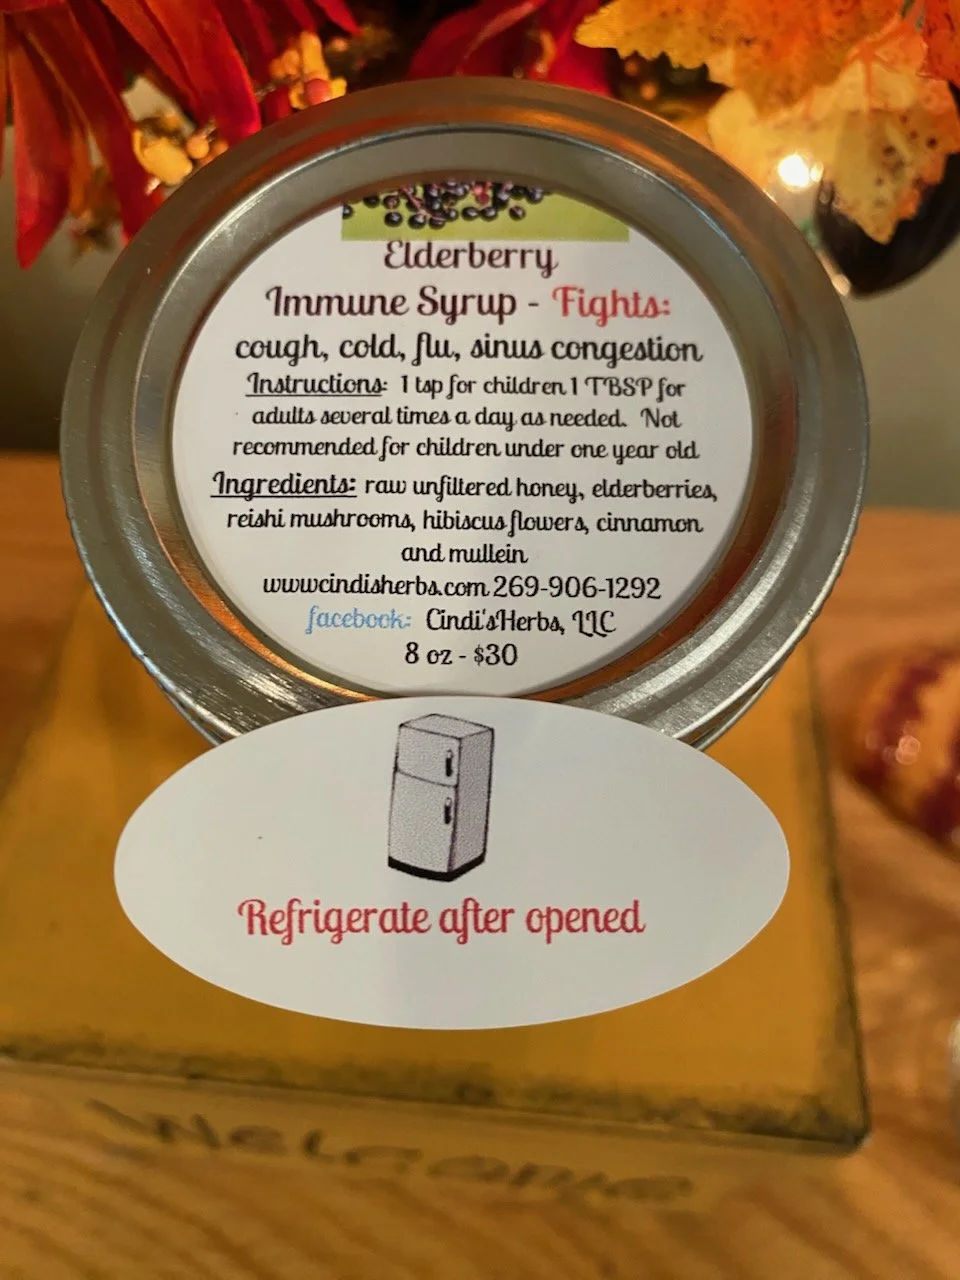 Elderberry
Immune Syrup - Fights:
cough, cold, flu, sinus congestion
Instructions: 1 tsp for children 1 TBSP for
adults several times a day as needed. Not
recommended for children under one year old
Ingredients: raw unfiltered honey, elderberries,
reishi mushrooms, hibiscus flowers, cinnamon
and mullein
www.cindisherbs.com 269-906-1292
facebook: Cindi'sHerbs, LLC
8 oz - $30
Refrigerate after opened
Welcome